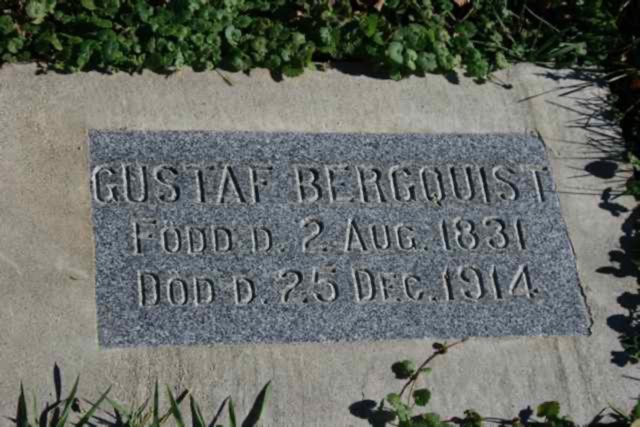 GUSTAF BERGQUIST
FODD D. 2. AUG. 1831
DOD D. 25 DEC. 1914